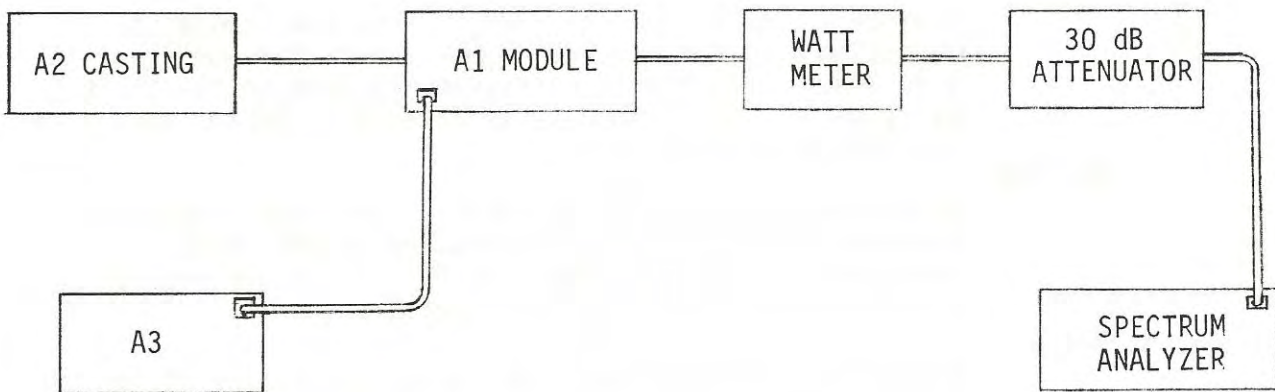 A2 CASTING
A1 MODULE
WATT
METER
30 dB
ATTENUATOR
A3
SPECTRUM
ANALYZER